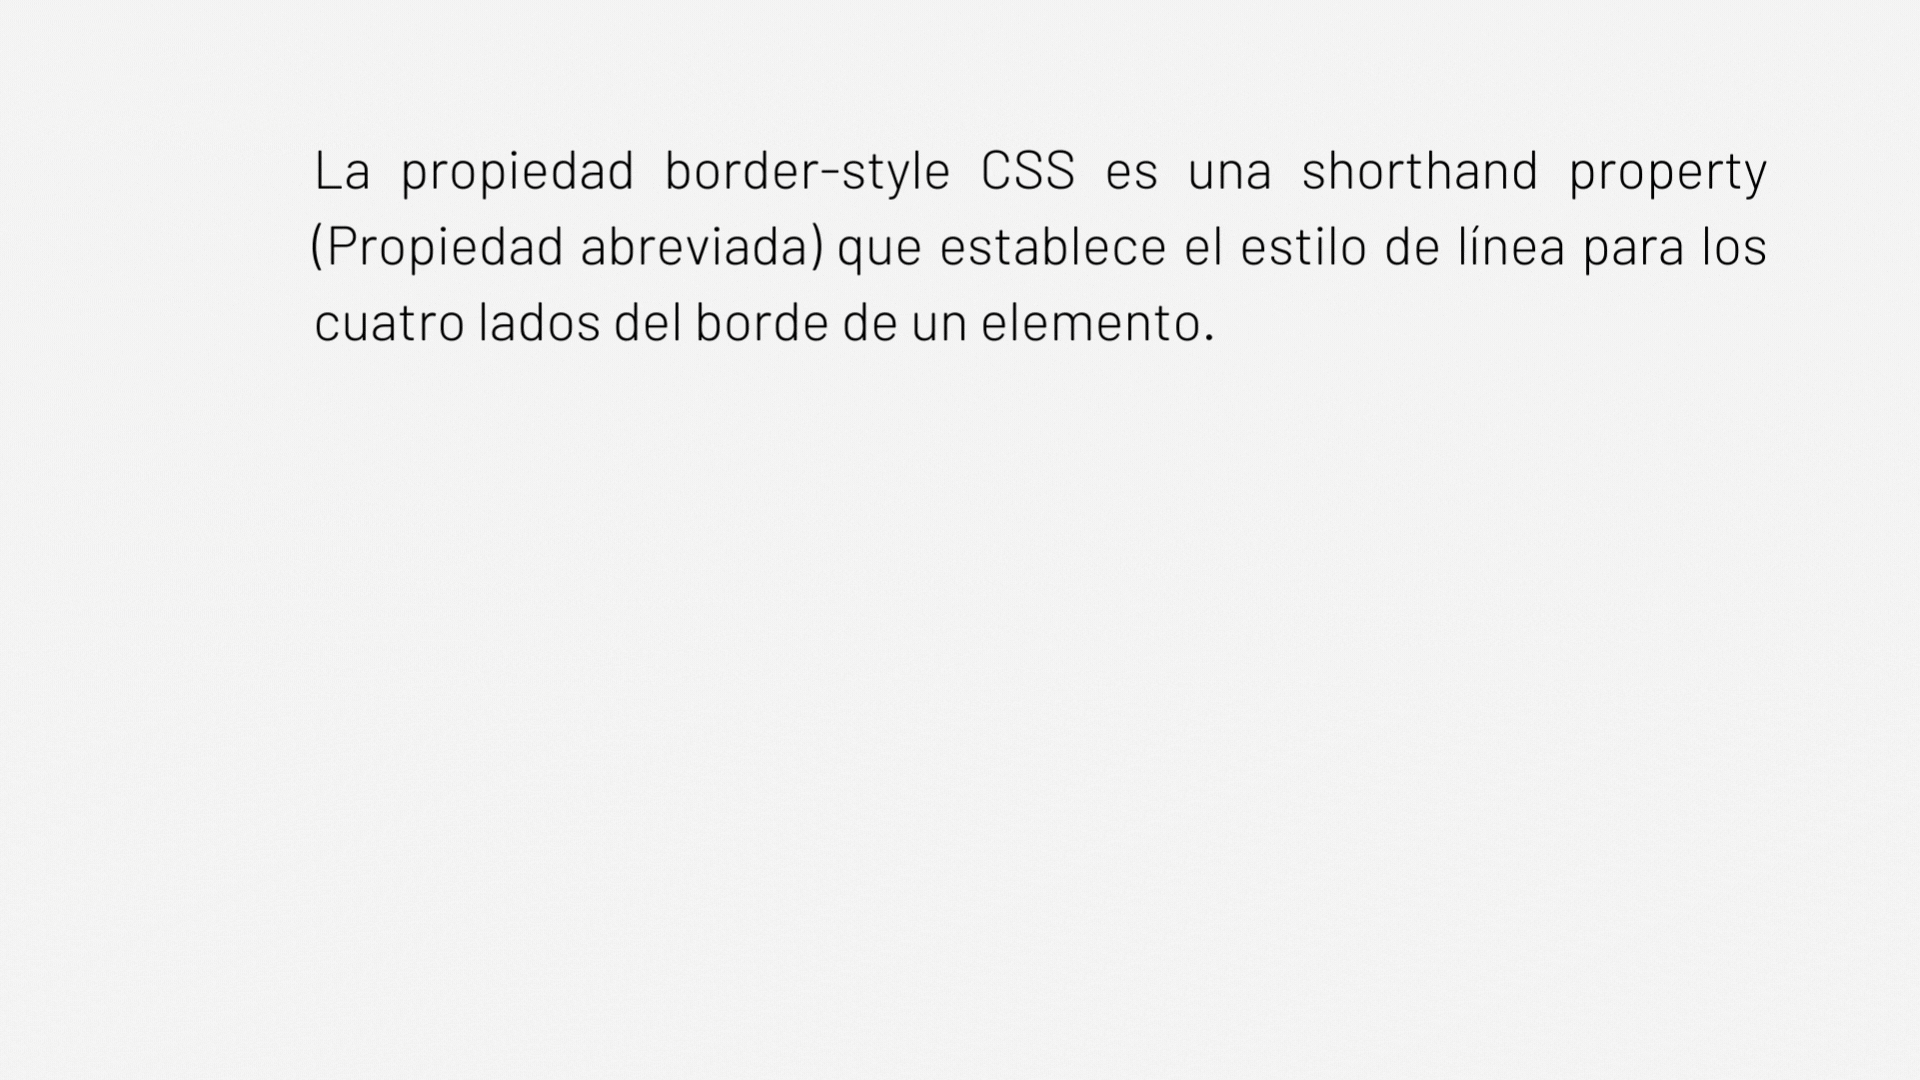 La propiedad border-style CSS es una shorthand property
(Propiedad abreviada) que establece el estilo de línea para los
cuatro lados del borde de un elemento.